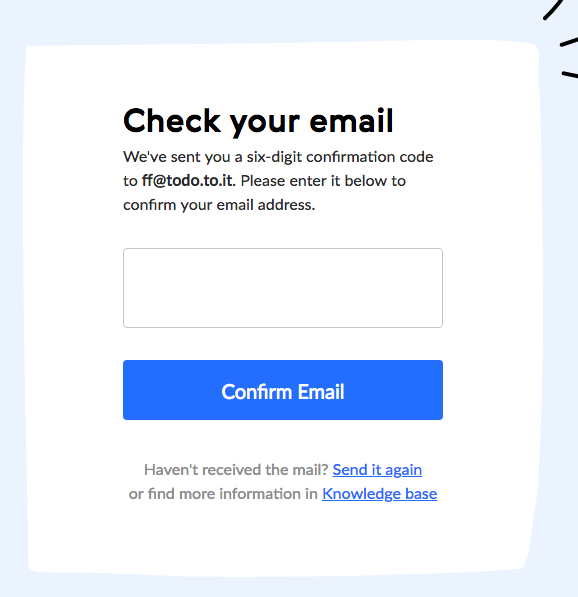 Check your email
We've sent you a six-digit confirmation code
to ff@todo.to.it. Please enter it below to
confirm your email address.
Confirm Email
Haven't received the mail? Send it again
or find more information in Knowledge base